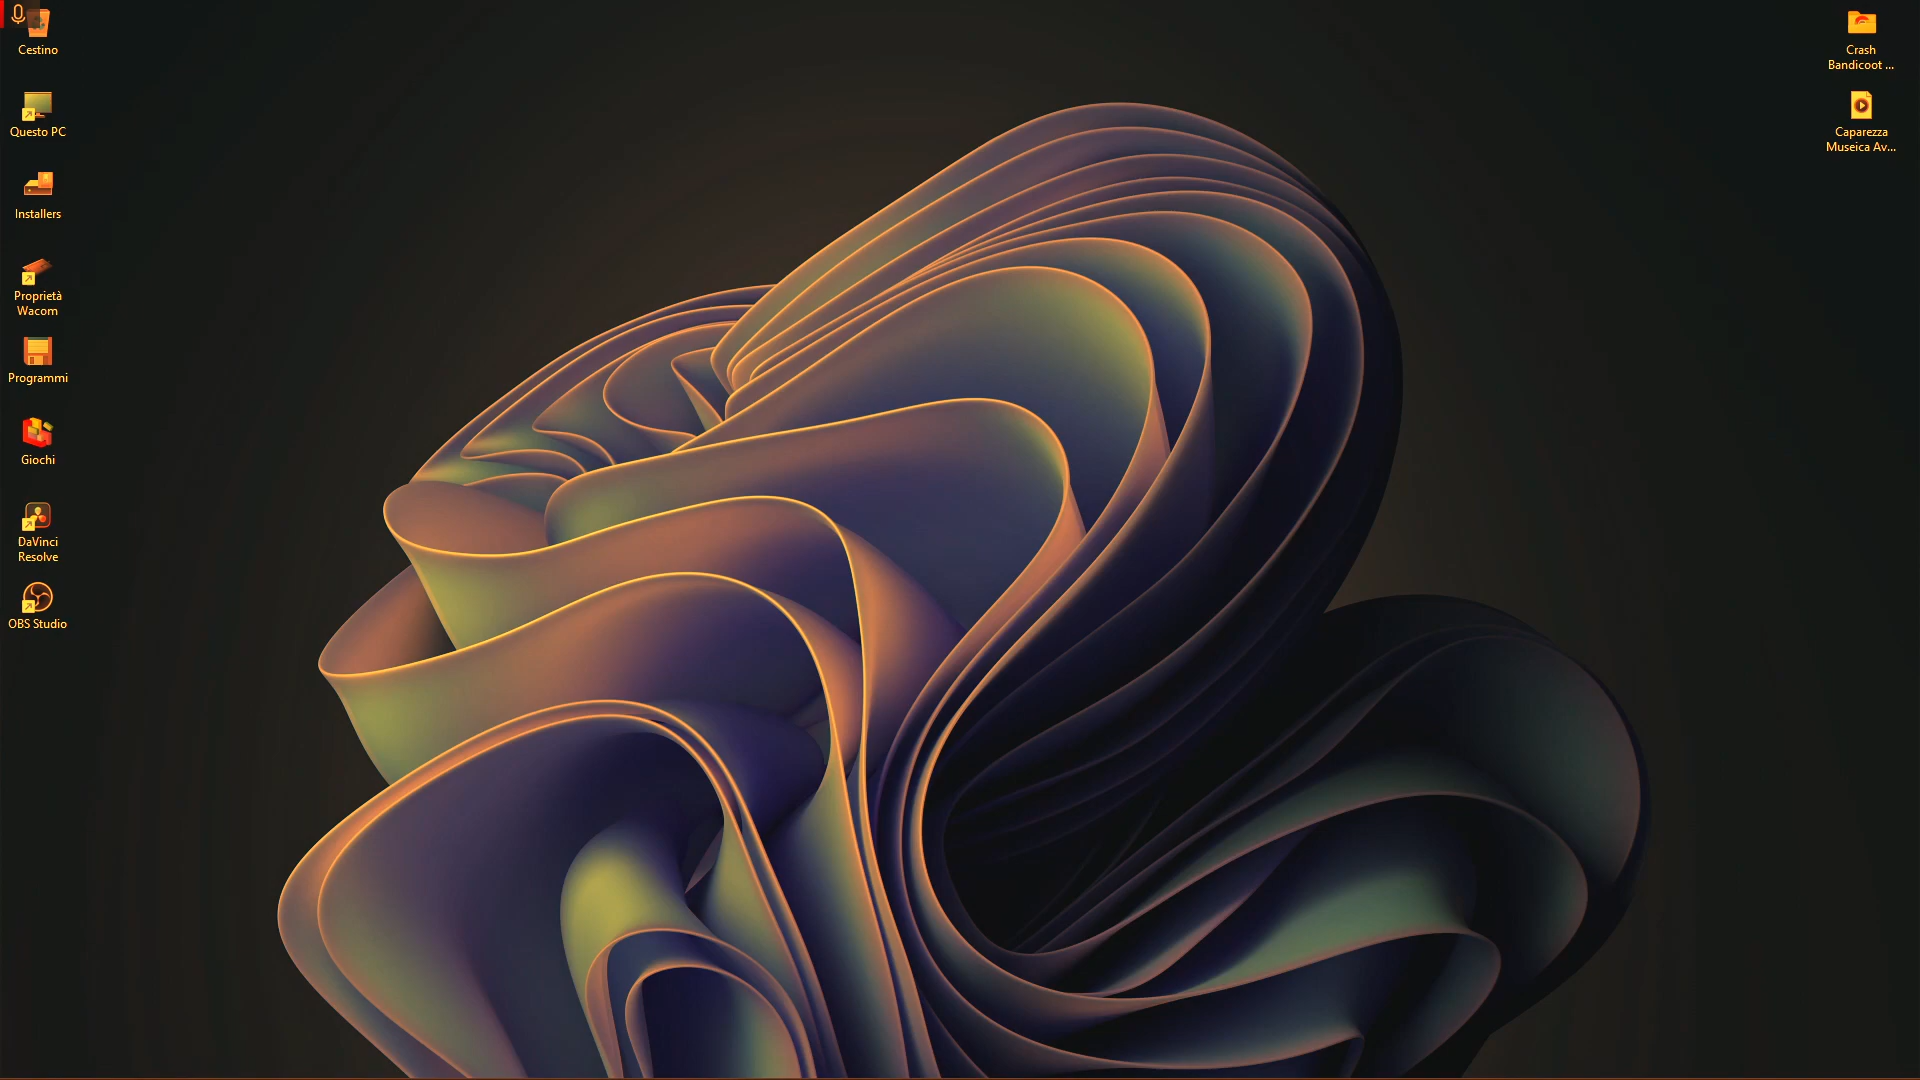 Cestino
Questo PC
Installers
Proprietà
Wacom
Programmi
Giochi
DaVinci
Resolve
OBS Studio
Crash
Bandicoot ...
Caparezza
Museica Av...